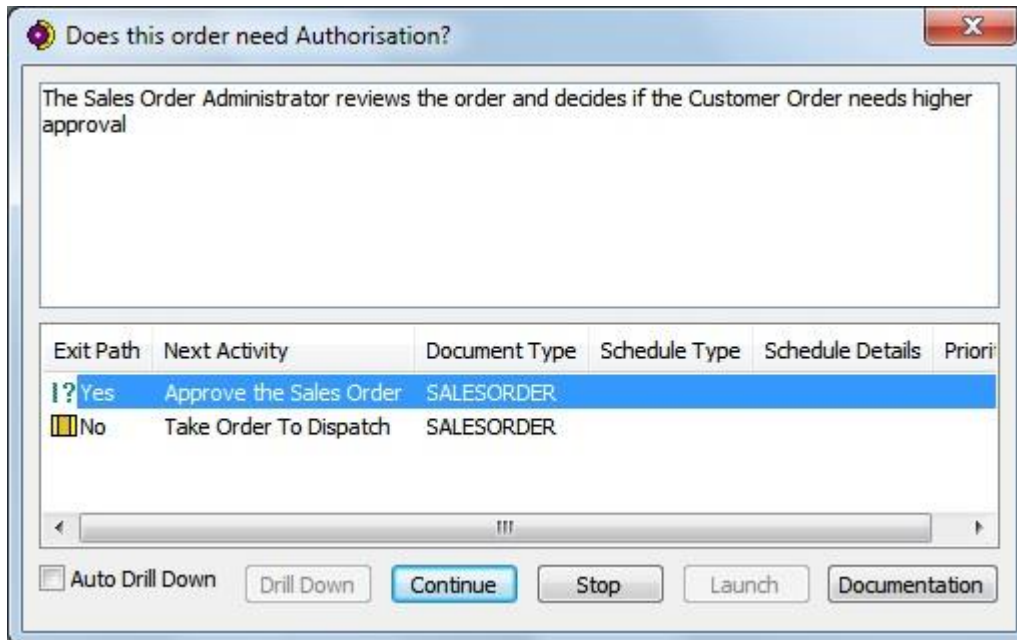 Does this order need Authorisation?
The Sales Order Administrator reviews the order and decides if the Customer Order needs higher
approval
Exit Path Next Activity Document Type Schedule Type Schedule Details Priorit
Yes Approve the Sales Order SALESORDER
No Take Order To Dispatch SALESORDER
Auto Drill Down Drill Down Continue Stop Launch Documentation